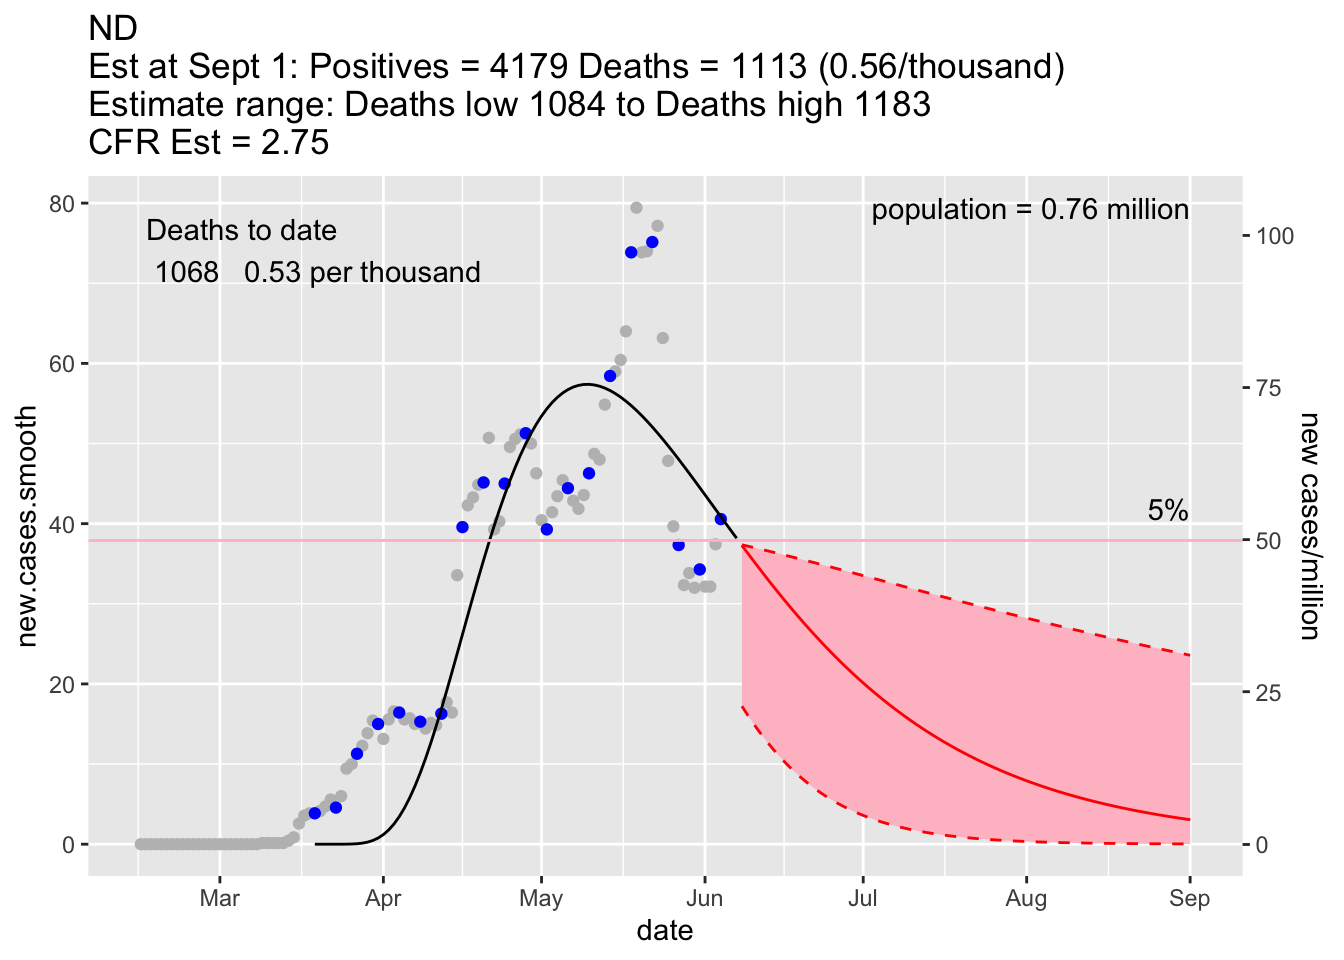 ND
Est at Sept 1: Positives = 4179 Deaths = 1113 (0.56/thousand)
Estimate range: Deaths low 1084 to Deaths high 1183
CFR Est = 2.75
Deaths to date
1068   0.53 per thousand
population = 0.76 million
5%
80
60
40
20
0
new.cases.smooth
100
75
50
25
0
new cases/million
Mar
Apr
May
Jun
Jul
Aug
Sep
date